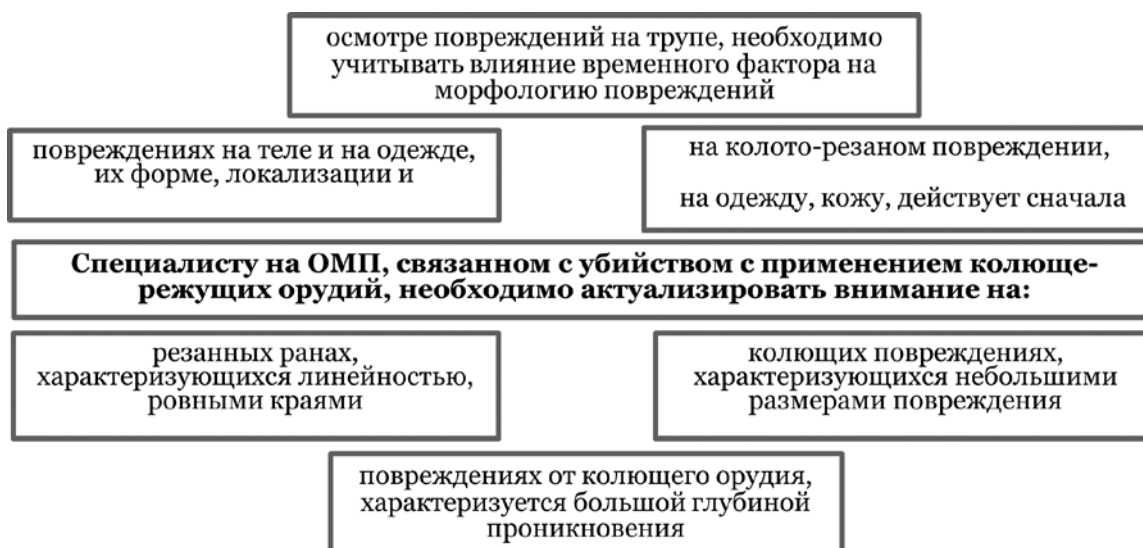 осмотре повреждений на трупе, необходимо
учитывать влияние временного фактора на
морфологию повреждений
повреждениях на теле и на одежде,
их форме, локализации и
на колото-резаном повреждении,
на одежду, кожу, действует сначала
Специалисту на ОМП, связанном с убийством с применением колюще-
режущих орудий, необходимо актуализировать внимание на:
резанных ранах,
характеризующихся линейностью,
ровными краями
колющих повреждениях,
характеризующихся небольшими
размерами повреждения
повреждениях от колющего орудия,
характеризуется большой глубиной
проникновения